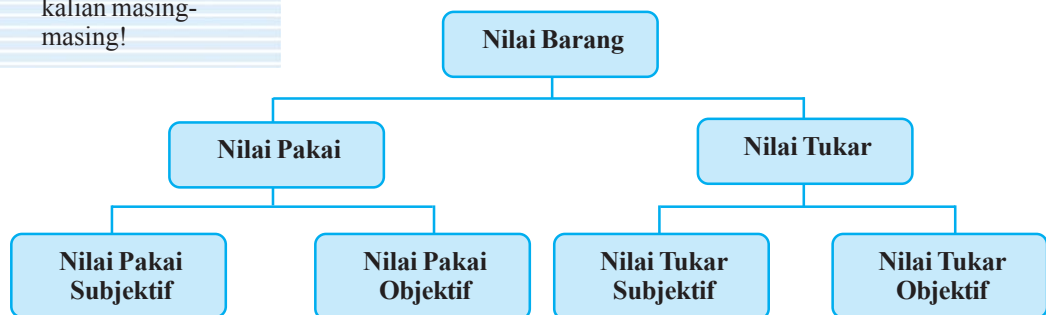 kalian masing-
masing!
Nilai Barang
Nilai Pakai
Nilai Tukar
Nilai Pakai
Subjektif
Nilai Pakai
Objektif
Nilai Tukar
Subjektif
Nilai Tukar
Objektif